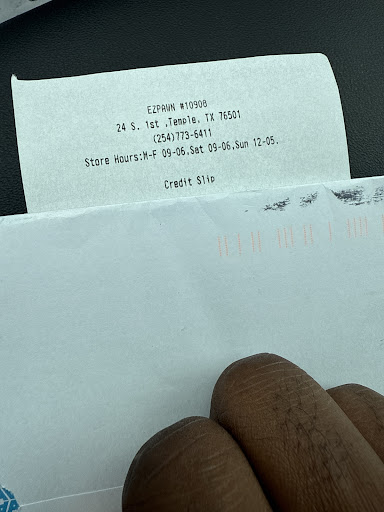 EZPAWN #10908
24 S. 1st ,Temple, TX 76501
(254)773-6411
Store Hours:M-F 09-06,Sat 09-06,Sun 12-05.
Credit Slip